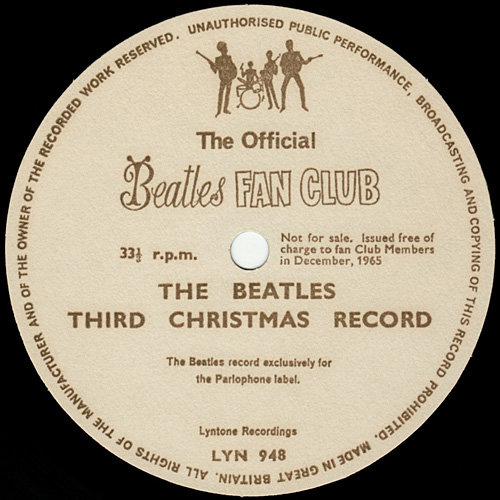 ALL RIGHTS OF THE MANUFACTURER AND OF THE OWNER OF THE RECORDED WORK RESERVED. UNAUTHORISED PUBLIC PERFORMANCE, BROADCASTING AND COPYING OF THIS RECORD PROHIBITED. MADE IN GREAT BRITAIN.
The Official
Beatles FAN CLUB
33⅓ r.p.m.
Not for sale. Issued free of
charge to fan Club Members
in December, 1965
THE BEATLES
THIRD CHRISTMAS RECORD
The Beatles record exclusively for
the Parlophone label.
Lyntone Recordings
LYN 948